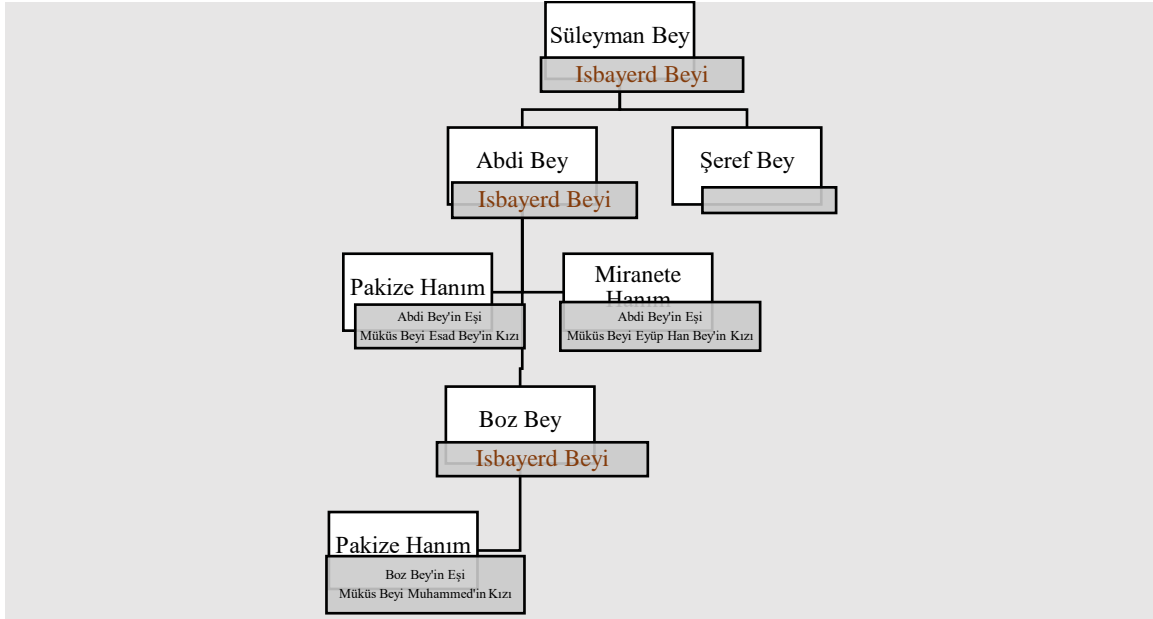 Süleyman Bey
Isbayerd Beyi
Abdi Bey
Isbayerd Beyi
Şeref Bey
Pakize Hanım
Abdi Bey'in Eşi
Müküs Beyi Esad Bey'in Kızı
Miranete
Hanım
Abdi Bey'in Eşi
Müküs Beyi Eyüp Han Bey'in Kızı
Boz Bey
Isbayerd Beyi
Pakize Hanım
Boz Bey'in Eşi
Müküs Beyi Muhammed'in Kızı